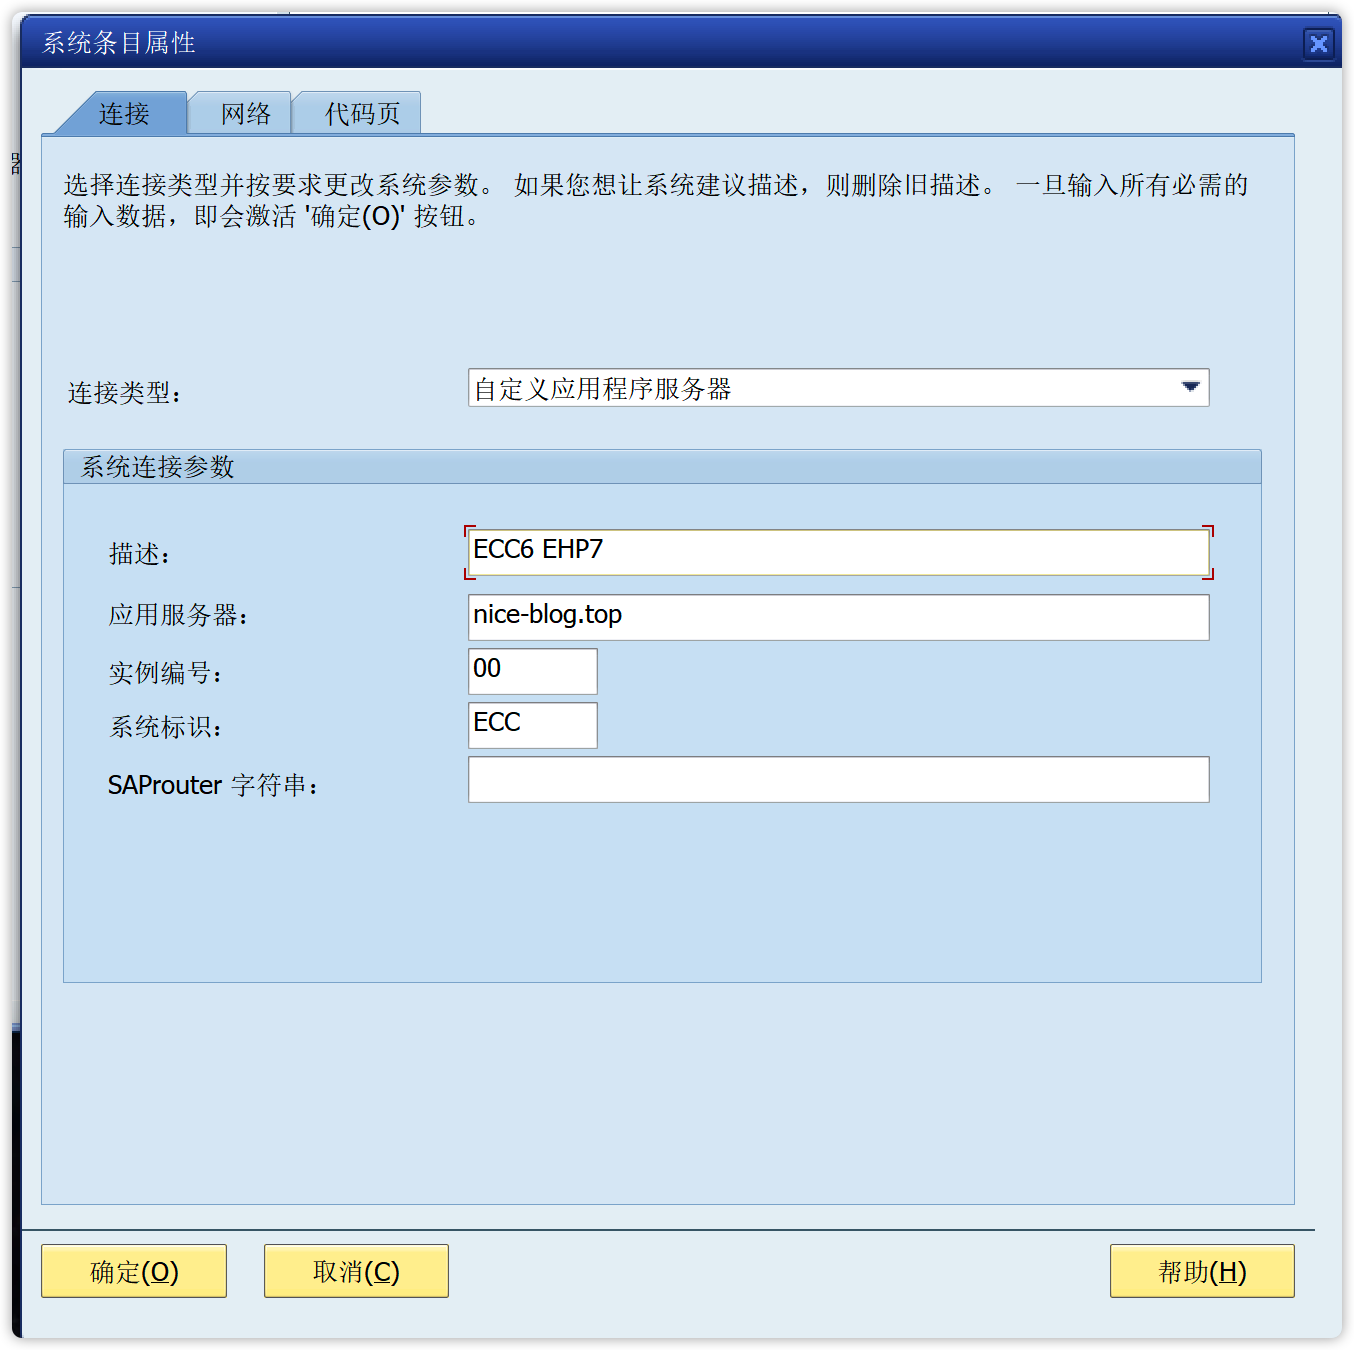 系统条目属性
连接 网络 代码页
器
选择连接类型并按要求更改系统参数。 如果您想让系统建议描述，则删除旧描述。 一旦输入所有必需的
输入数据，即会激活 '确定(O)' 按钮。
连接类型： 自定义应用程序服务器
系统连接参数
描述： ECC6 EHP7
应用服务器： nice-blog.top
实例编号： 00
系统标识： ECC
SAProuter 字符串：
确定(O) 取消(C) 帮助(H)